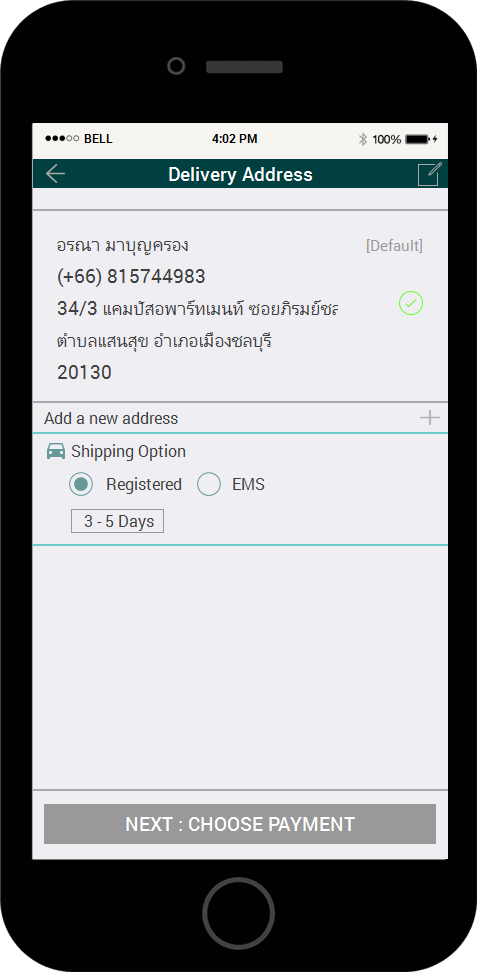 BELL 4:02 PM 100%
Delivery Address
อรณา มาบุญครอง [Default]
(+66) 815744983
34/3 แคมปัสอพาร์ทเมนท์ ซอยภิรมย์ชล
ตำบลแสนสุข อำเภอเมืองชลบุรี
20130
Add a new address
Shipping Option
Registered EMS
3 - 5 Days
NEXT : CHOOSE PAYMENT